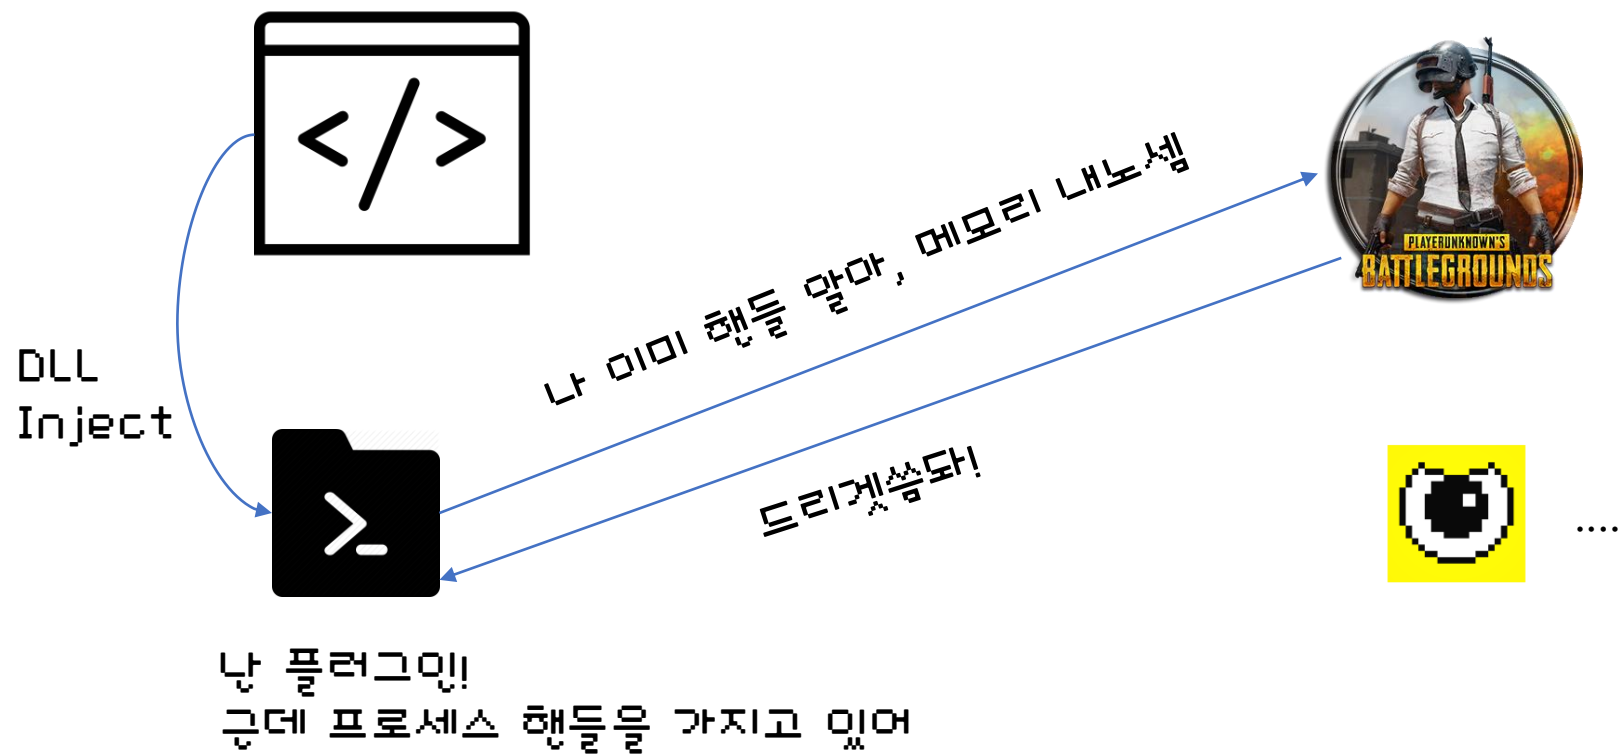 </>
나 이미 핸들 알아, 메모리 내노셈
PLAYERUNKNOWN'S
BATTLEGROUNDS
DLL
Inject
드리겟씀돠!
>_
....
난 플러그인!
근데 프로세스 핸들을 가지고 있어